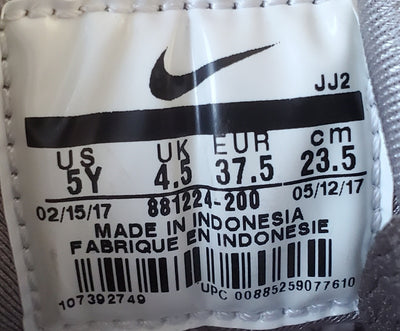 JJ2
US UK EUR cm
5Y 4.5 37.5 23.5
02/15/17 881224-200 05/12/17
MADE IN INDONESIA
FABRIQUE EN INDONESIE
107392749 UPC 00885259077610